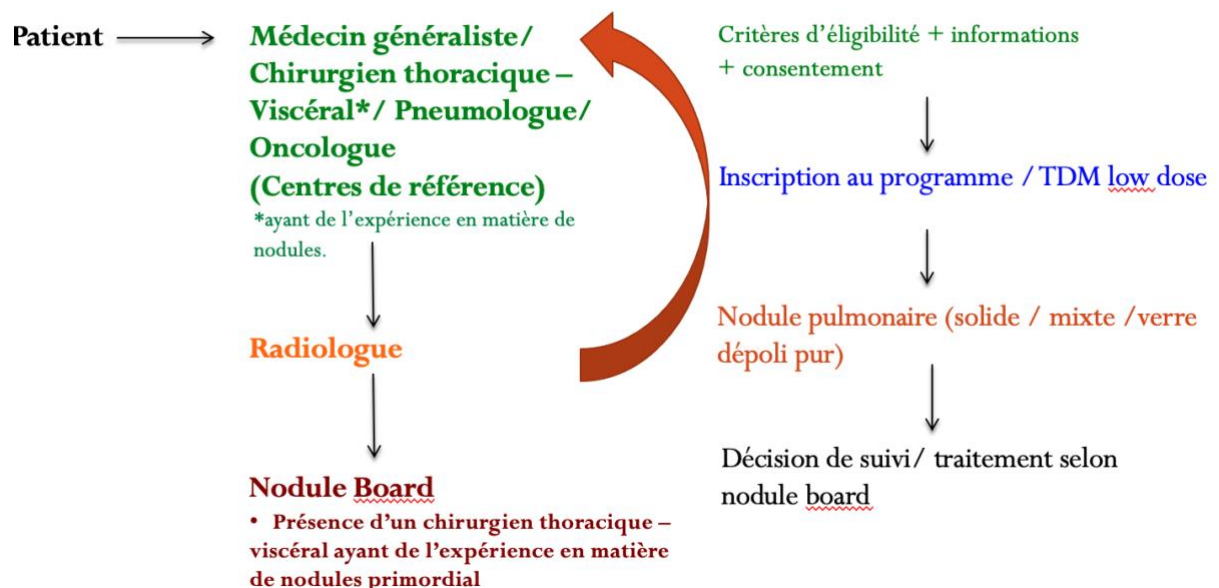 Patient
Médecin généraliste/
Chirurgien thoracique –
Viscéral*/ Pneumologue/
Oncologue
(Centres de référence)
*ayant de l'expérience en matière de
nodules.
Radiologue
Nodule Board
• Présence d'un chirurgien thoracique –
viscéral ayant de l'expérience en matière
de nodules primordial
Critères d'éligibilité + informations
+ consentement
Inscription au programme / TDM low dose
Nodule pulmonaire (solide / mixte /verre
dépoli pur)
Décision de suivi/ traitement selon
nodule board